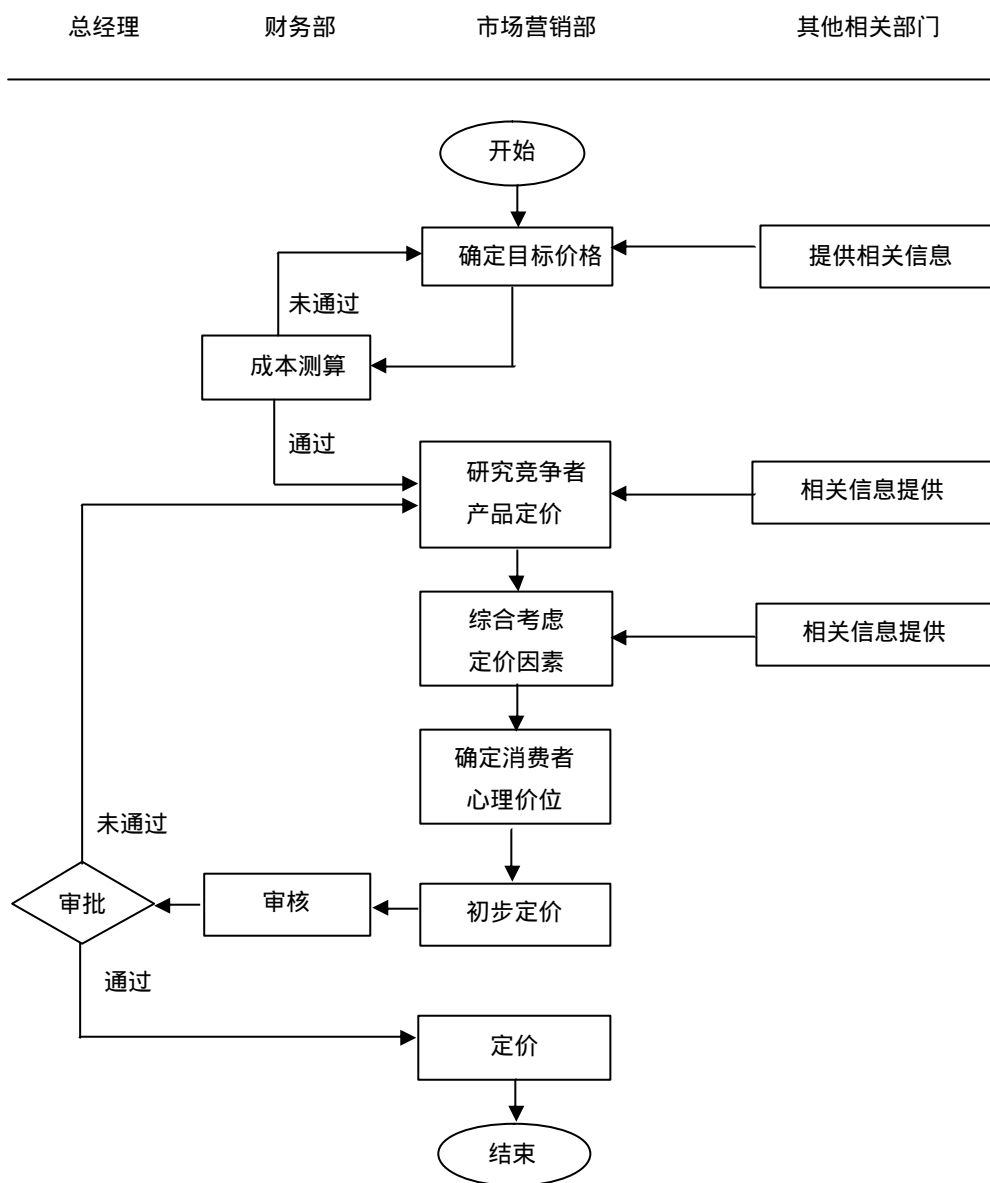 总经理 财务部 市场营销部 其他相关部门
开始
确定目标价格 提供相关信息
未通过
成本测算
通过
研究竞争者 相关信息提供
产品定价
综合考虑 相关信息提供
定价因素
确定消费者
心理价位
未通过
审批 审核 初步定价
通过
定价
结束